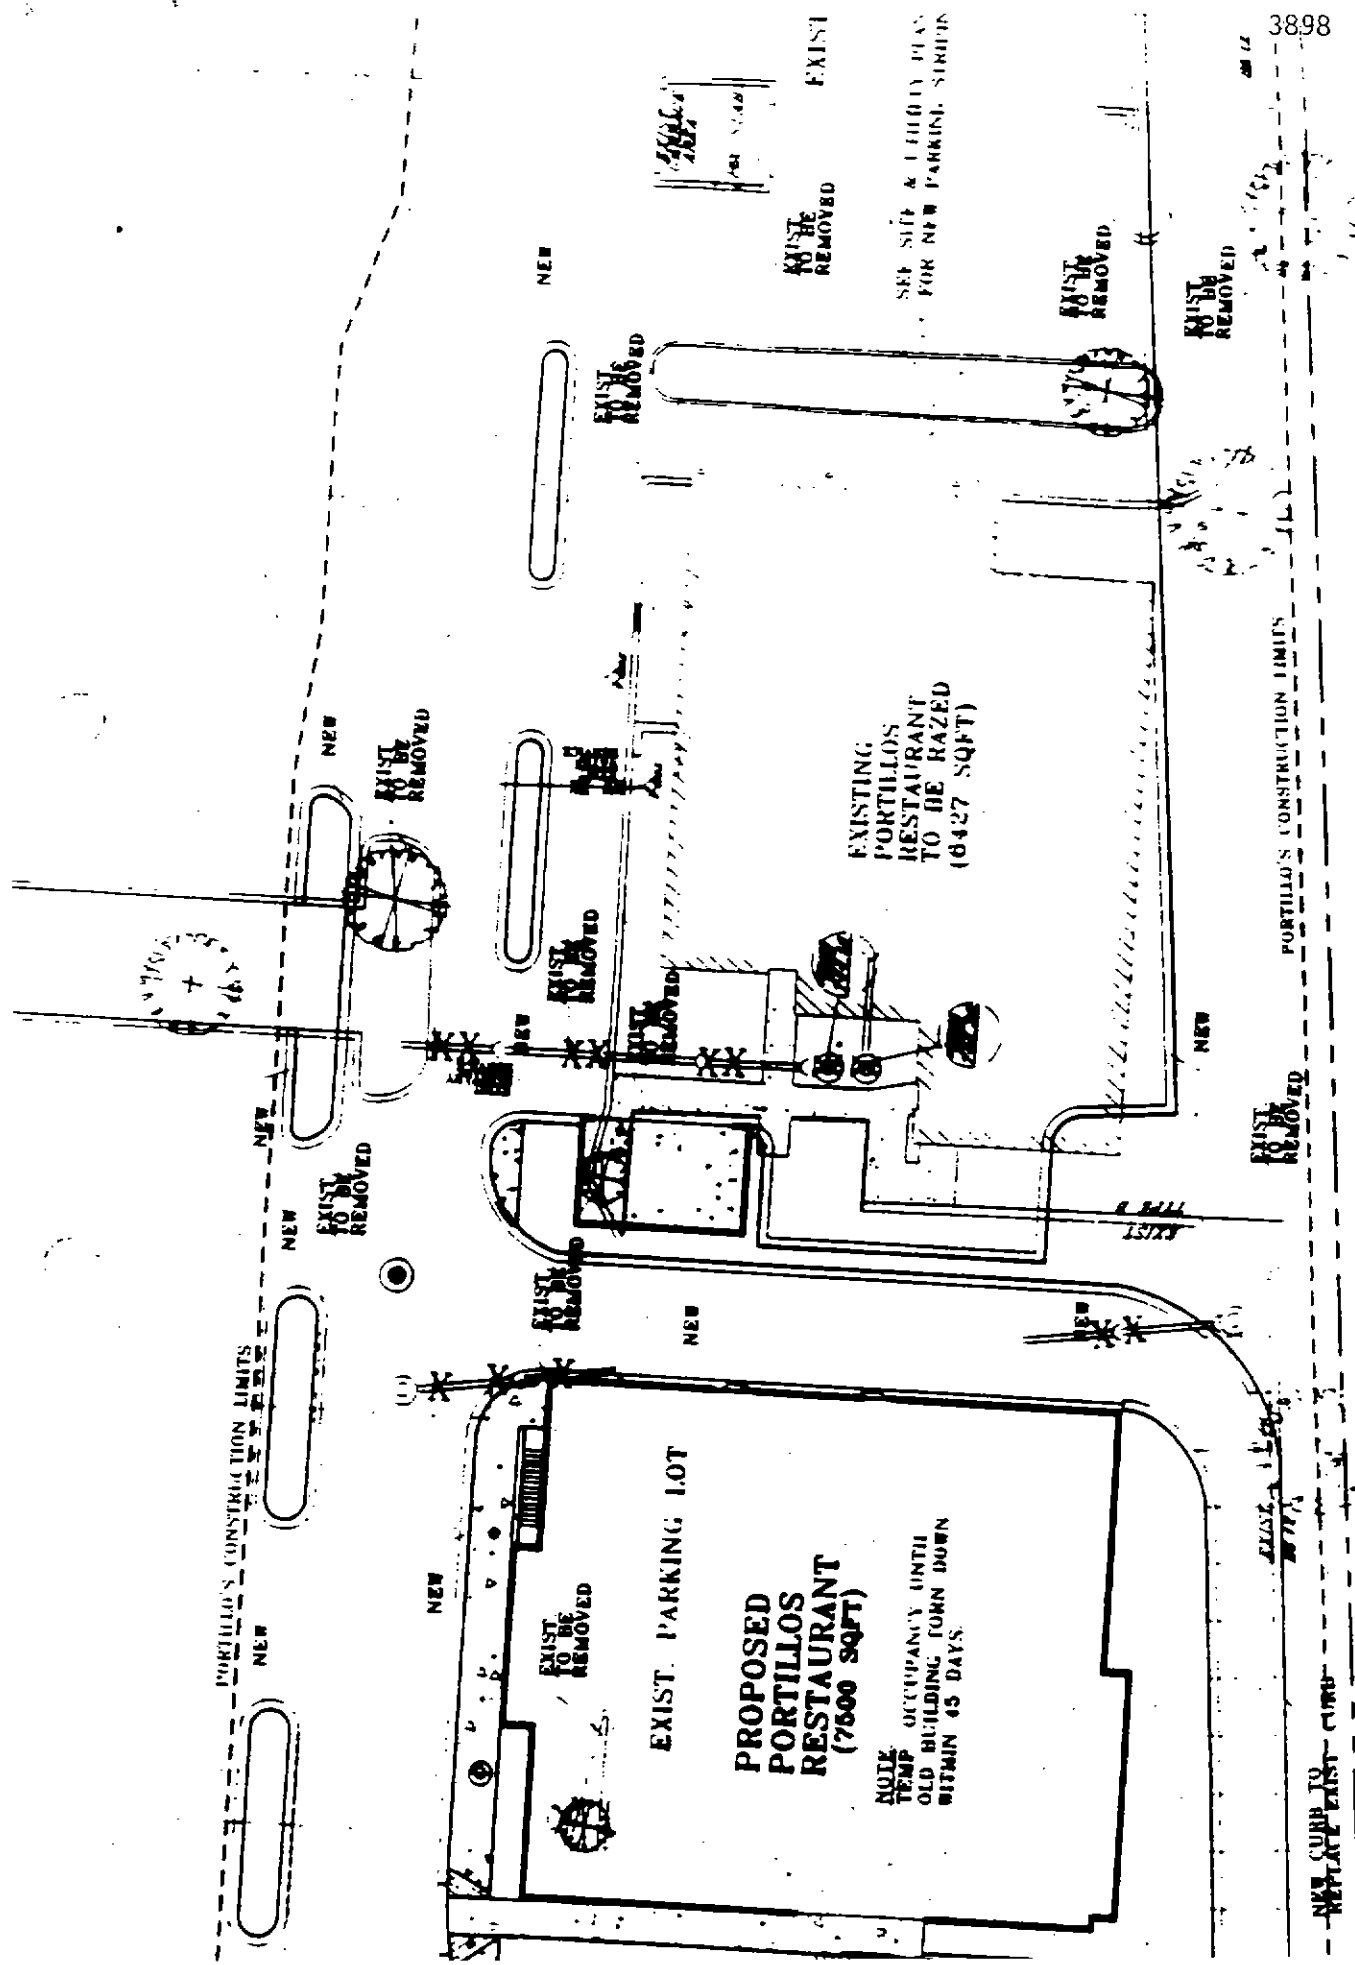 3898
EXIST
SEE SITE & UTILITY PLAN
FOR NEW PARKING STRIPIN
EXIST
TO BE
REMOVED
NEW
EXIST
TO BE
REMOVED
EXIST
TO BE
REMOVED
EXIST
TO BE
REMOVED
PORTILLO'S CONSTRUCTION LIMITS
NEW
EXIST
TO BE
REMOVED
EXISTING
PORTILLOS
RESTAURANT
TO BE RAZED
(6427 SQFT)
EXIST
TO BE
REMOVED
EXIST
TO BE
REMOVED
NEW
NEW
NEW
EXIST
TO BE
REMOVED
NEW
EXIST
TO BE
REMOVED
EXIST
TYPE B
EXIST
TO BE
REMOVED
NEW
NEW
PORTILLO'S CONSTRUCTION LIMITS
NEW
NEW
EXIST
TO BE
REMOVED
EXIST. PARKING LOT
PROPOSED
PORTILLOS
RESTAURANT
(7500 SQFT)
NOTE
TEMP OCCUPANCY UNTIL
OLD BUILDING TORN DOWN
WITHIN 45 DAYS.
EXIST
NEW CURB TO
REPLACE EXIST CURB